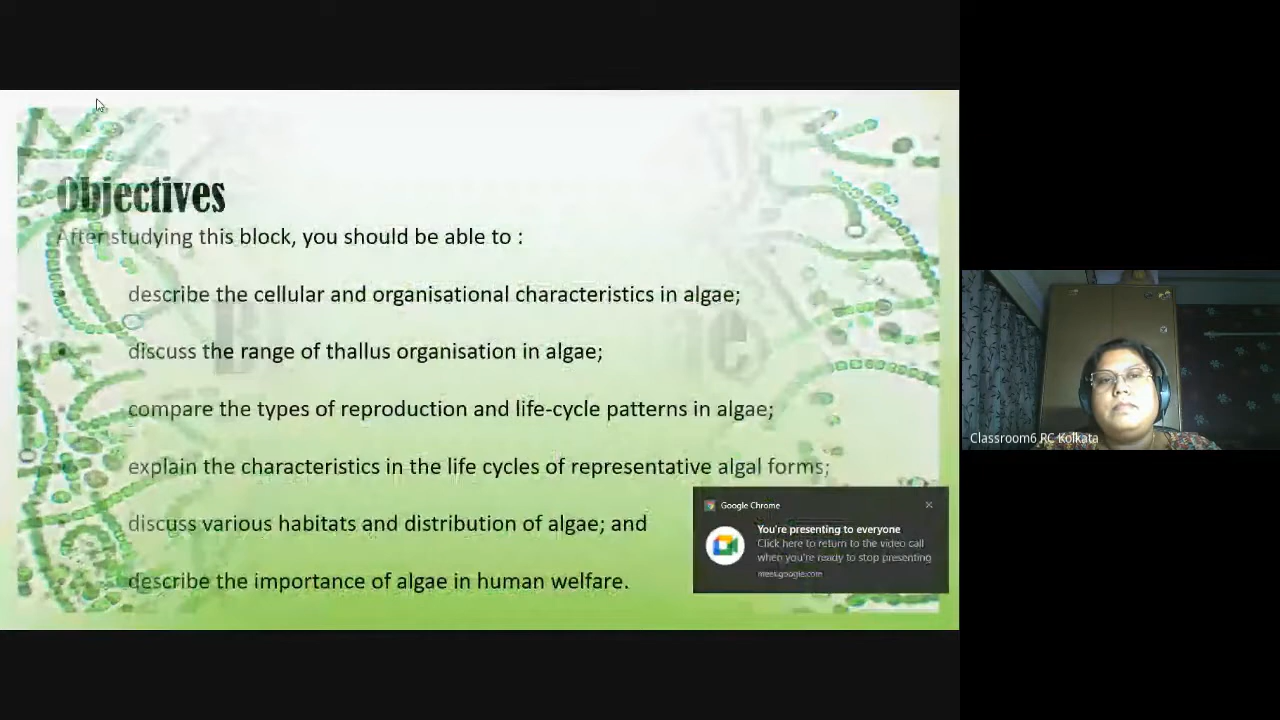 Objectives
After studying this block, you should be able to :
describe the cellular and organisational characteristics in algae;
discuss the range of thallus organisation in algae;
compare the types of reproduction and life-cycle patterns in algae;
explain the characteristics in the life cycles of representative algal forms;
discuss various habitats and distribution of algae; and
describe the importance of algae in human welfare.
Google Chrome
You're presenting to everyone
Click here to return to the video call
when you're ready to stop presenting
meet.google.com
Classroom6 RC Kolkata